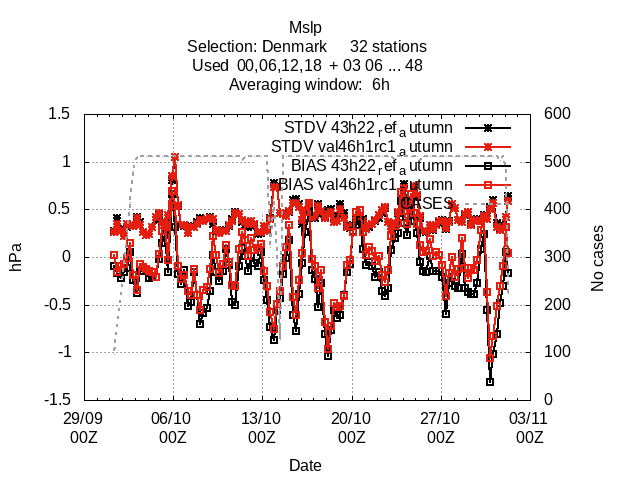 Mslp
Selection: Denmark 32 stations
Used 00,06,12,18 + 03 06 ... 48
Averaging window: 6h
STDV 43h22_ref_autumn
STDV val46h1rc1_autumn
BIAS 43h22_ref_autumn
BIAS val46h1rc1_autumn
CASES
1.5
1
0.5
0
-0.5
-1
-1.5
hPa
600
500
400
300
200
100
0
No cases
29/09 06/10 13/10 20/10 27/10 03/11
00Z 00Z 00Z 00Z 00Z 00Z
Date